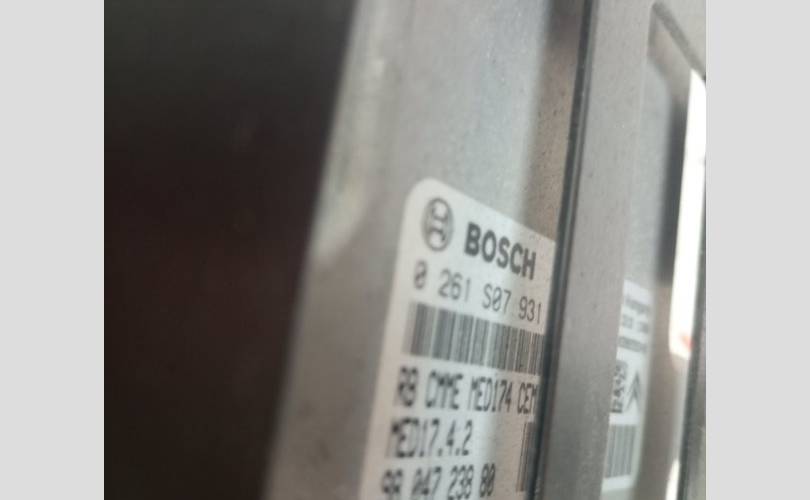 BOSCH
0 261 S07 931
RB CMME MED174 CEM
MED17.4.2
98 047 238 80